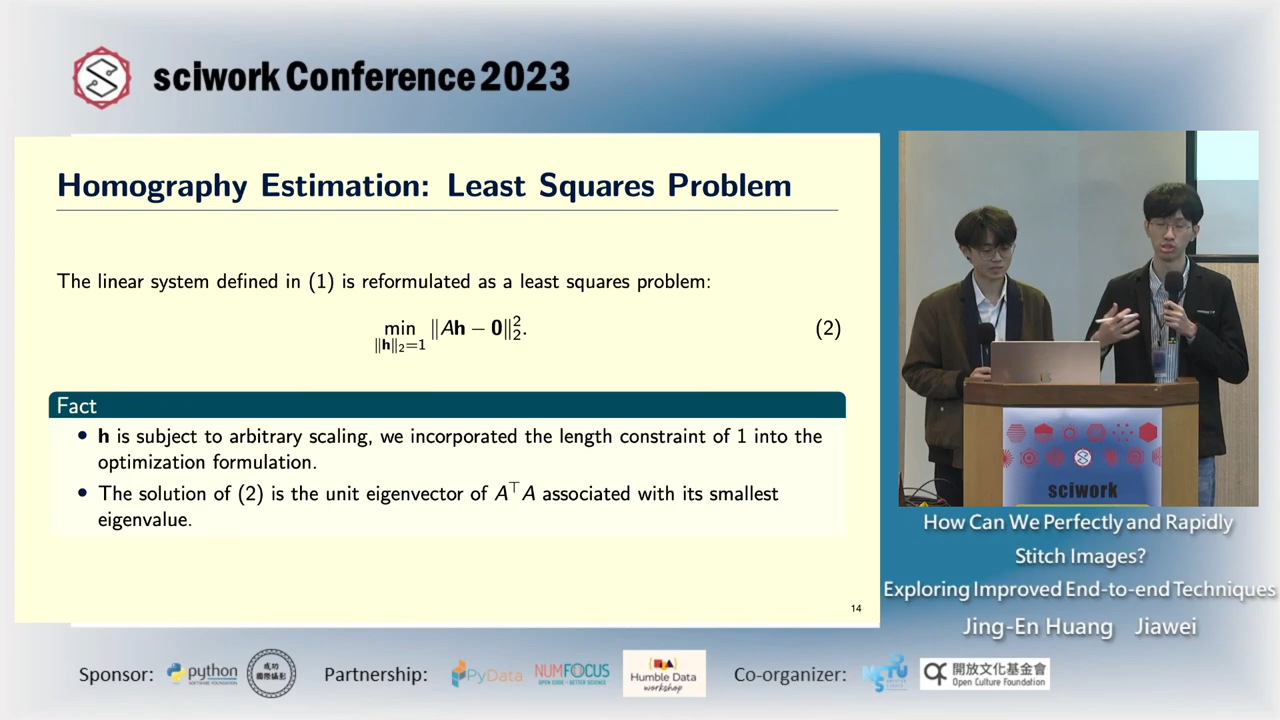 sciwork Conference 2023
Homography Estimation: Least Squares Problem
The linear system defined in (1) is reformulated as a least squares problem:
min ‖Ah − 0‖₂². (2)
‖h‖₂=1
Fact
• h is subject to arbitrary scaling, we incorporated the length constraint of 1 into the
optimization formulation.
• The solution of (2) is the unit eigenvector of A⊤A associated with its smallest
eigenvalue.
14
sciwork
How Can We Perfectly and Rapidly
Stitch Images?
Exploring Improved End-to-end Techniques
Jing-En Huang Jiawei
Sponsor:
python
成功
國際攝影
Partnership:
PyData
NUMFOCUS
OPEN CODE = BETTER SCIENCE
Humble Data
workshop
Co-organizer:
開放文化基金會
Open Culture Foundation